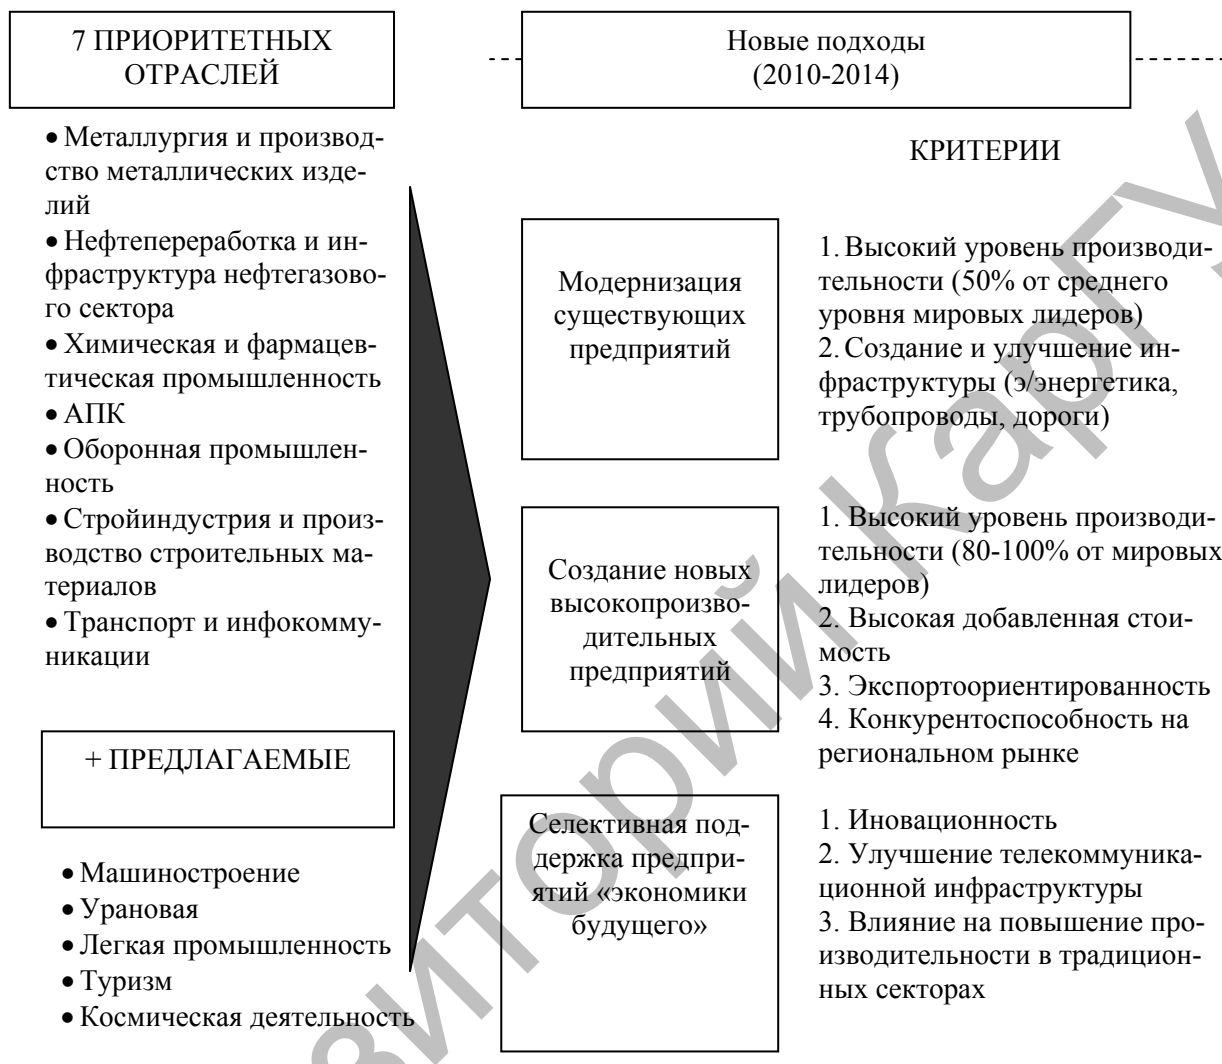 7 ПРИОРИТЕТНЫХ
ОТРАСЛЕЙ
• Металлургия и производ-
ство металлических изде-
лий
• Нефтепереработка и ин-
фраструктура нефтегазово-
го сектора
• Химическая и фармацев-
тическая промышленность
• АПК
• Оборонная промышлен-
ность
• Стройиндустрия и произ-
водство строительных ма-
териалов
• Транспорт и инфокомму-
никации
+ ПРЕДЛАГАЕМЫЕ
• Машиностроение
• Урановая
• Легкая промышленность
• Туризм
• Космическая деятельность
Новые подходы
(2010-2014)
КРИТЕРИИ
Модернизация
существующих
предприятий
1. Высокий уровень производи-
тельности (50% от среднего
уровня мировых лидеров)
2. Создание и улучшение ин-
фраструктуры (э/энергетика,
трубопроводы, дороги)
Создание новых
высокопроизво-
дительных
предприятий
1. Высокий уровень производи-
тельности (80-100% от мировых
лидеров)
2. Высокая добавленная стои-
мость
3. Экспортоориентированность
4. Конкурентоспособность на
региональном рынке
Селективная под-
держка предпри-
ятий «экономики
будущего»
1. Иновационность
2. Улучшение телекоммуника-
ционной инфраструктуры
3. Влияние на повышение про-
изводительности в традицион-
ных секторах
зиторий КарГУ